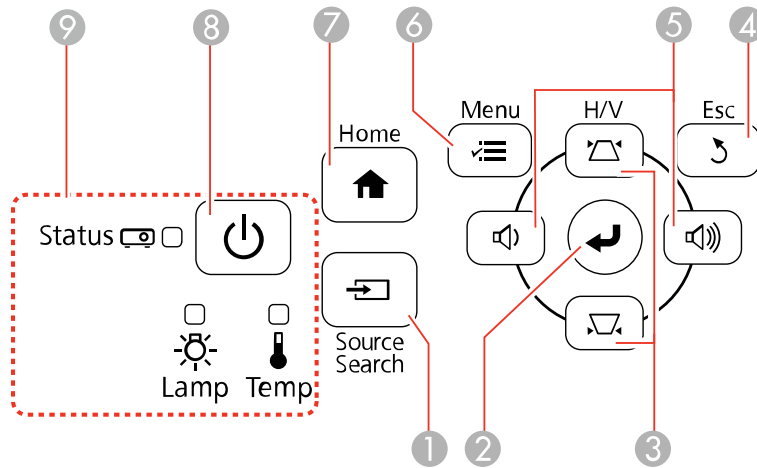 9
8
7
6
5
4
Menu
H/V
Esc
Home
Status
Source
Search
Lamp
Temp
1
2
3